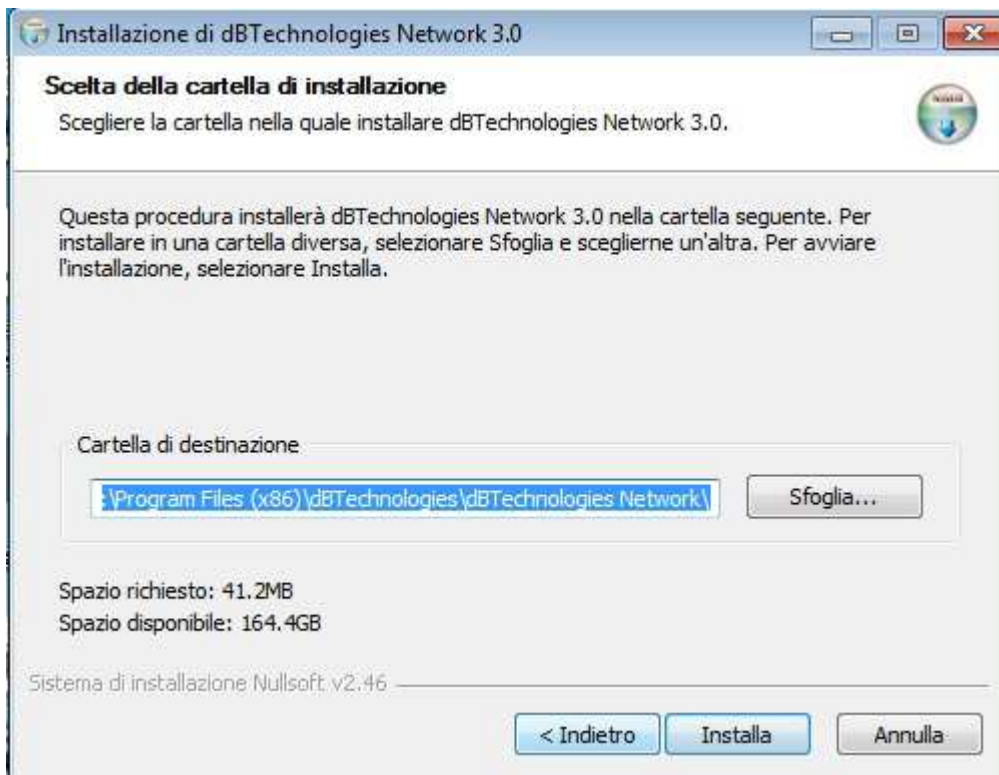 Installazione di dBTechnologies Network 3.0
Scelta della cartella di installazione
Scegliere la cartella nella quale installare dBTechnologies Network 3.0.
Questa procedura installerà dBTechnologies Network 3.0 nella cartella seguente. Per
installare in una cartella diversa, selezionare Sfoglia e sceglierne un'altra. Per avviare
l'installazione, selezionare Installa.
Cartella di destinazione
:\Program Files (x86)\dBTechnologies\dBTechnologies Network\
Sfoglia...
Spazio richiesto: 41.2MB
Spazio disponibile: 164.4GB
Sistema di installazione Nullsoft v2.46
< Indietro
Installa
Annulla